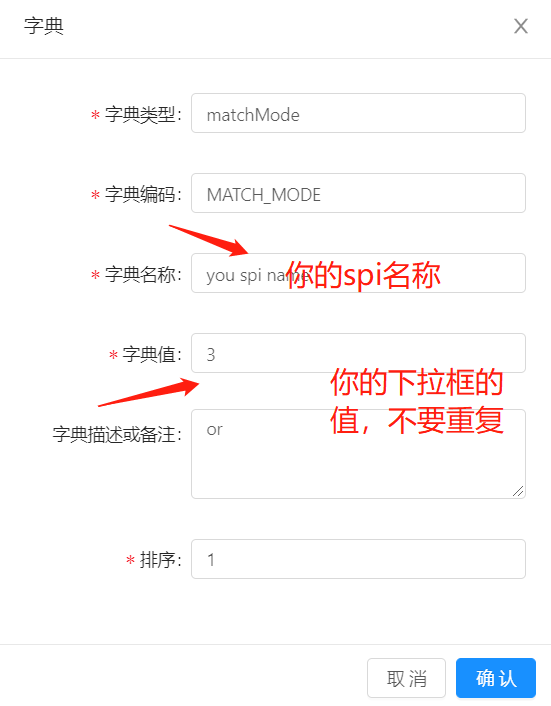 字典
* 字典类型: matchMode
* 字典编码: MATCH_MODE
* 字典名称: you spi name
你的spi名称
* 字典值: 3
你的下拉框的
值，不要重复
字典描述或备注: or
* 排序: 1
取消 确认